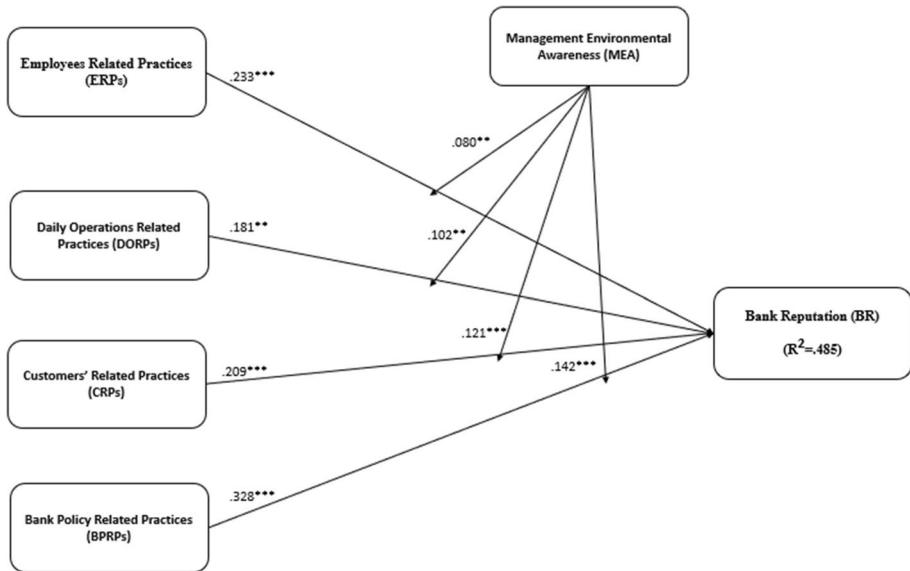 Management Environmental
Awareness (MEA)
Employees Related Practices
(ERPs)
.233***
.080**
Daily Operations Related
Practices (DORPs)
.181**
.102**
Bank Reputation (BR)
(R²=.485)
.121***
.142***
Customers' Related Practices
(CRPs)
.209***
.328***
Bank Policy Related Practices
(BPRPs)